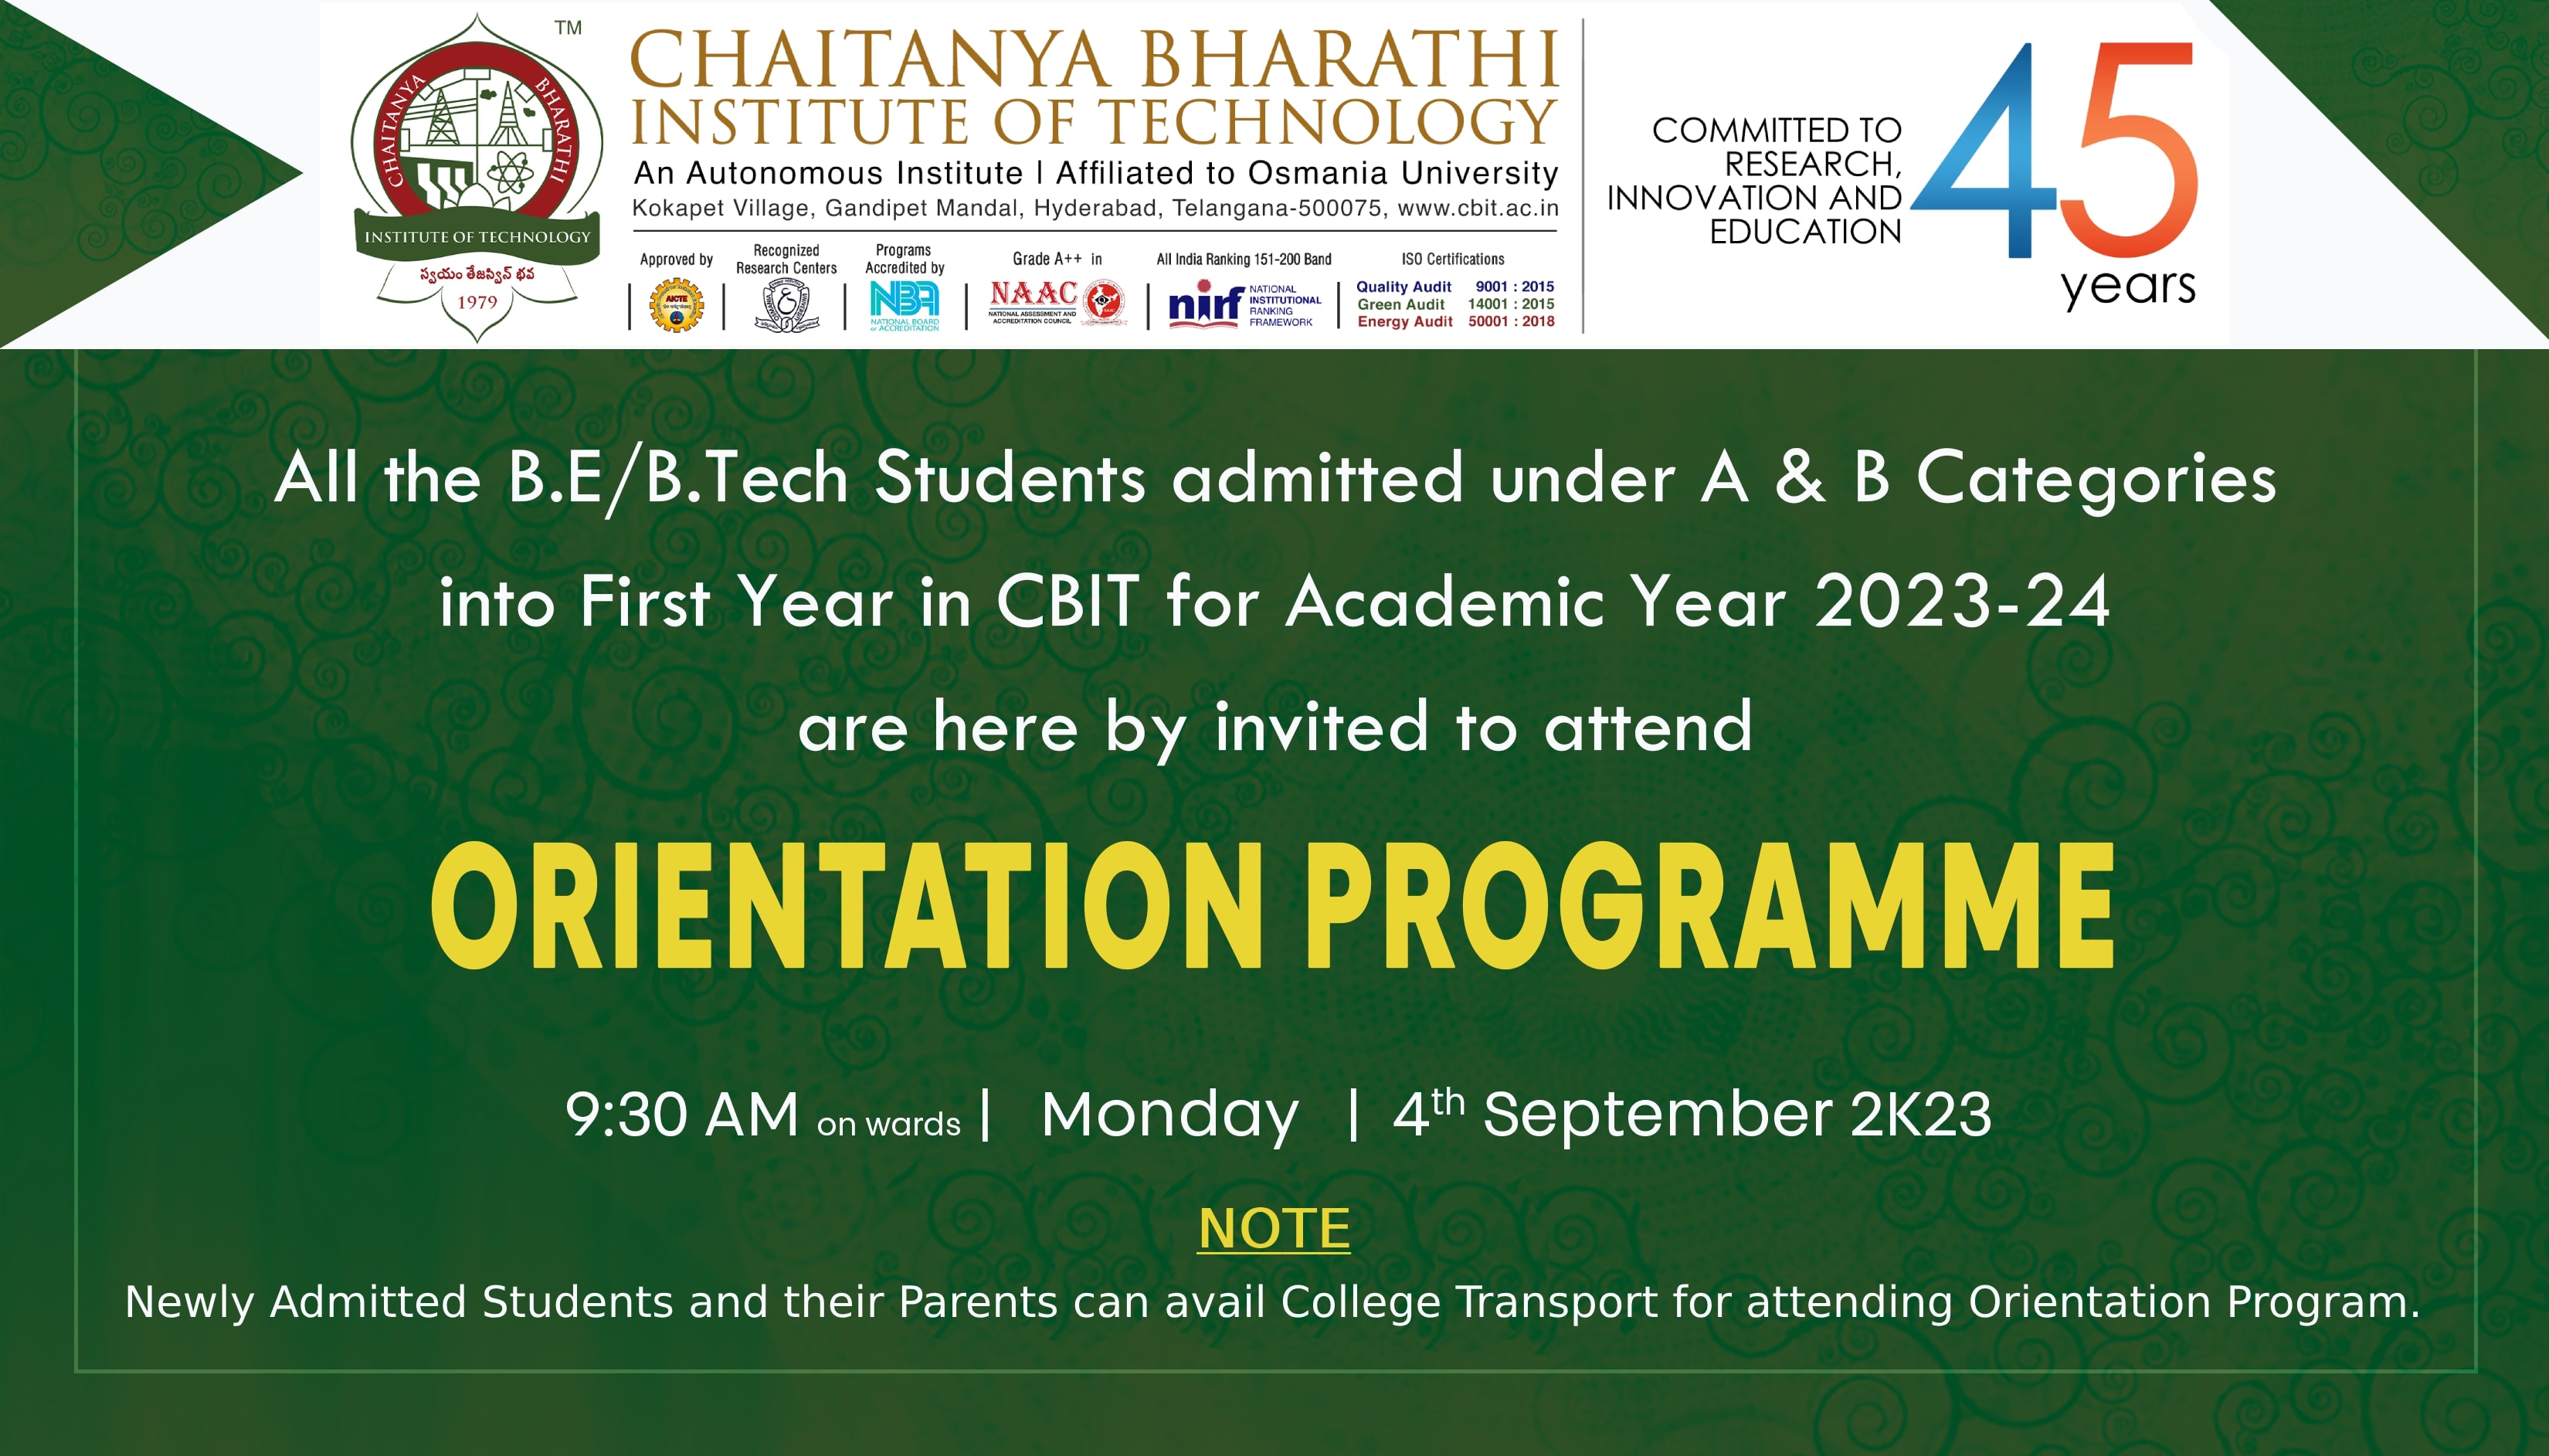 TM
CHAITANYA BHARATHI
INSTITUTE OF TECHNOLOGY
స్వయం తేజస్విన్ భవ
1979
CHAITANYA BHARATHI
INSTITUTE OF TECHNOLOGY
An Autonomous Institute | Affiliated to Osmania University
Kokapet Village, Gandipet Mandal, Hyderabad, Telangana-500075, www.cbit.ac.in
Approved by
AICTE
Recognized
Research Centers
Programs
Accredited by
NBA
NATIONAL BOARD
of ACCREDITATION
Grade A++ in
NAAC
NATIONAL ASSESSMENT AND
ACCREDITATION COUNCIL
All India Ranking 151-200 Band
nirf
NATIONAL
INSTITUTIONAL
RANKING
FRAMEWORK
ISO Certifications
Quality Audit 9001 : 2015
Green Audit 14001 : 2015
Energy Audit 50001 : 2018
COMMITTED TO
RESEARCH,
INNOVATION AND
EDUCATION
45
years
All the B.E/B.Tech Students admitted under A & B Categories
into First Year in CBIT for Academic Year 2023-24
are here by invited to attend
ORIENTATION PROGRAMME
9:30 AM on wards | Monday | 4th September 2K23
NOTE
Newly Admitted Students and their Parents can avail College Transport for attending Orientation Program.